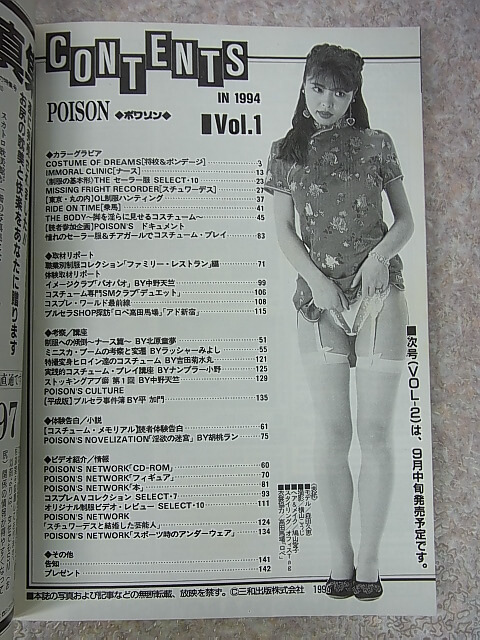 CONTENTS
IN 1994
POISON ◆ポワゾン◆
■Vol.1
◆カラーグラビア
COSTUME OF DREAMS[将校&ボンデージ] 3
IMMORAL CLINIC[ナース] 13
《制服の基本形》THE セーラー服 SELECT・10 23
MISSING FRIGHT RECORDER[スチュワーデス] 27
[東京・丸の内]OL制服ハンティング 37
RIDE ON TIME[乗馬] 41
THE BODY〜脚を淫らに見せるコスチューム〜 45
[読者参加企画]POISON'S ドキュメント
憧れのセーラー服&チアガールでコスチューム・プレイ 83
◆取材リポート
職業別制服コレクション「ファミリー・レストラン」編 71
体験取材リポート
イメージクラブ「パオパオ」BY中野天竺 99
コスチューム専門SMクラブ「デュエット」 106
コスプレ・ワールド最前線 108
ブルセラSHOP探訪「ロペ高田馬場」「アド新宿」 115
◆考察/講座
制服への倒錯〜ナース篇〜 BY北原童夢 51
ミニスカ・ブームの考察と変遷 BYラッシャーみよし 55
特撮変身ヒロイン達のコスチューム BY吉田菊水丸 121
実践的コスチューム・プレイ講座 BYナンブラー小野 125
ストッキングアブ癖 第1回 BY中野天竺 129
POISON'S CULTURE
【平成版】ブルセラ事件簿 BY平 加門 135
◆体験告白/小説
【コスチューム・メモリアル】読者体験告白 61
POISON'S NOVELIZATION「淫欲の迷宮」BY胡桃ラン 75
◆ビデオ紹介/情報
POISON'S NETWORK「CD-ROM」 60
POISON'S NETWORK「フィギュア」 70
POISON'S NETWORK「本」 81
コスプレAVコレクション SELECT・7 93
オリジナル制服ビデオ・レビュー SELECT・10 111
POISON'S NETWORK
「スチュワデスと結婚した芸能人」 124
POISON'S NETWORK「スポーツ時のアンダーウェア」 134
◆その他
告知 141
プレゼント 142
■本誌の写真および記事などの無断転載、放映を禁ず。©三和出版株式会社 199
■次号(VOL-2)は、9月中旬発売予定です。
97